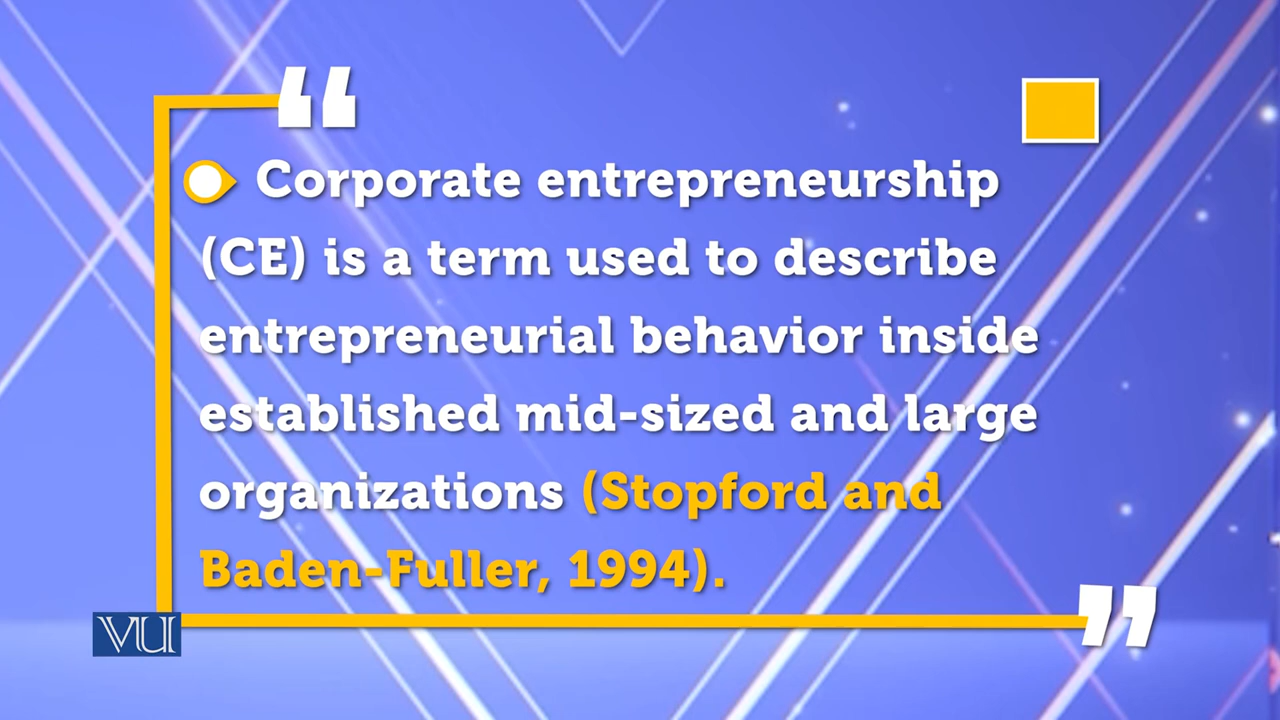 Corporate entrepreneurship
(CE) is a term used to describe
entrepreneurial behavior inside
established mid-sized and large
organizations (Stopford and
Baden-Fuller, 1994).
VU